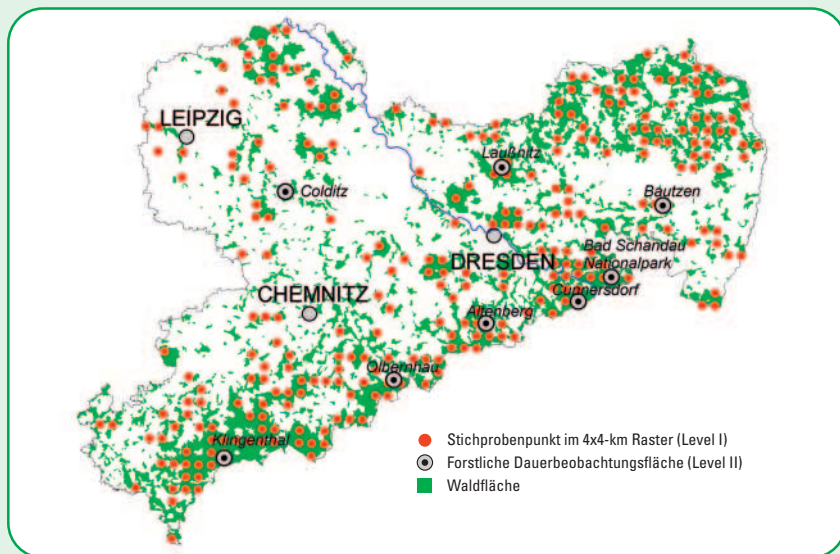 LEIPZIG
Laußnitz
Colditz
Bautzen
Bad Schandau
DRESDEN
Nationalpark
CHEMNITZ
Cunnersdorf
Altenberg
Olbernhau
Klingenthal
Stichprobenpunkt im 4x4-km Raster (Level I)
Forstliche Dauerbeobachtungsfläche (Level II)
Waldfläche